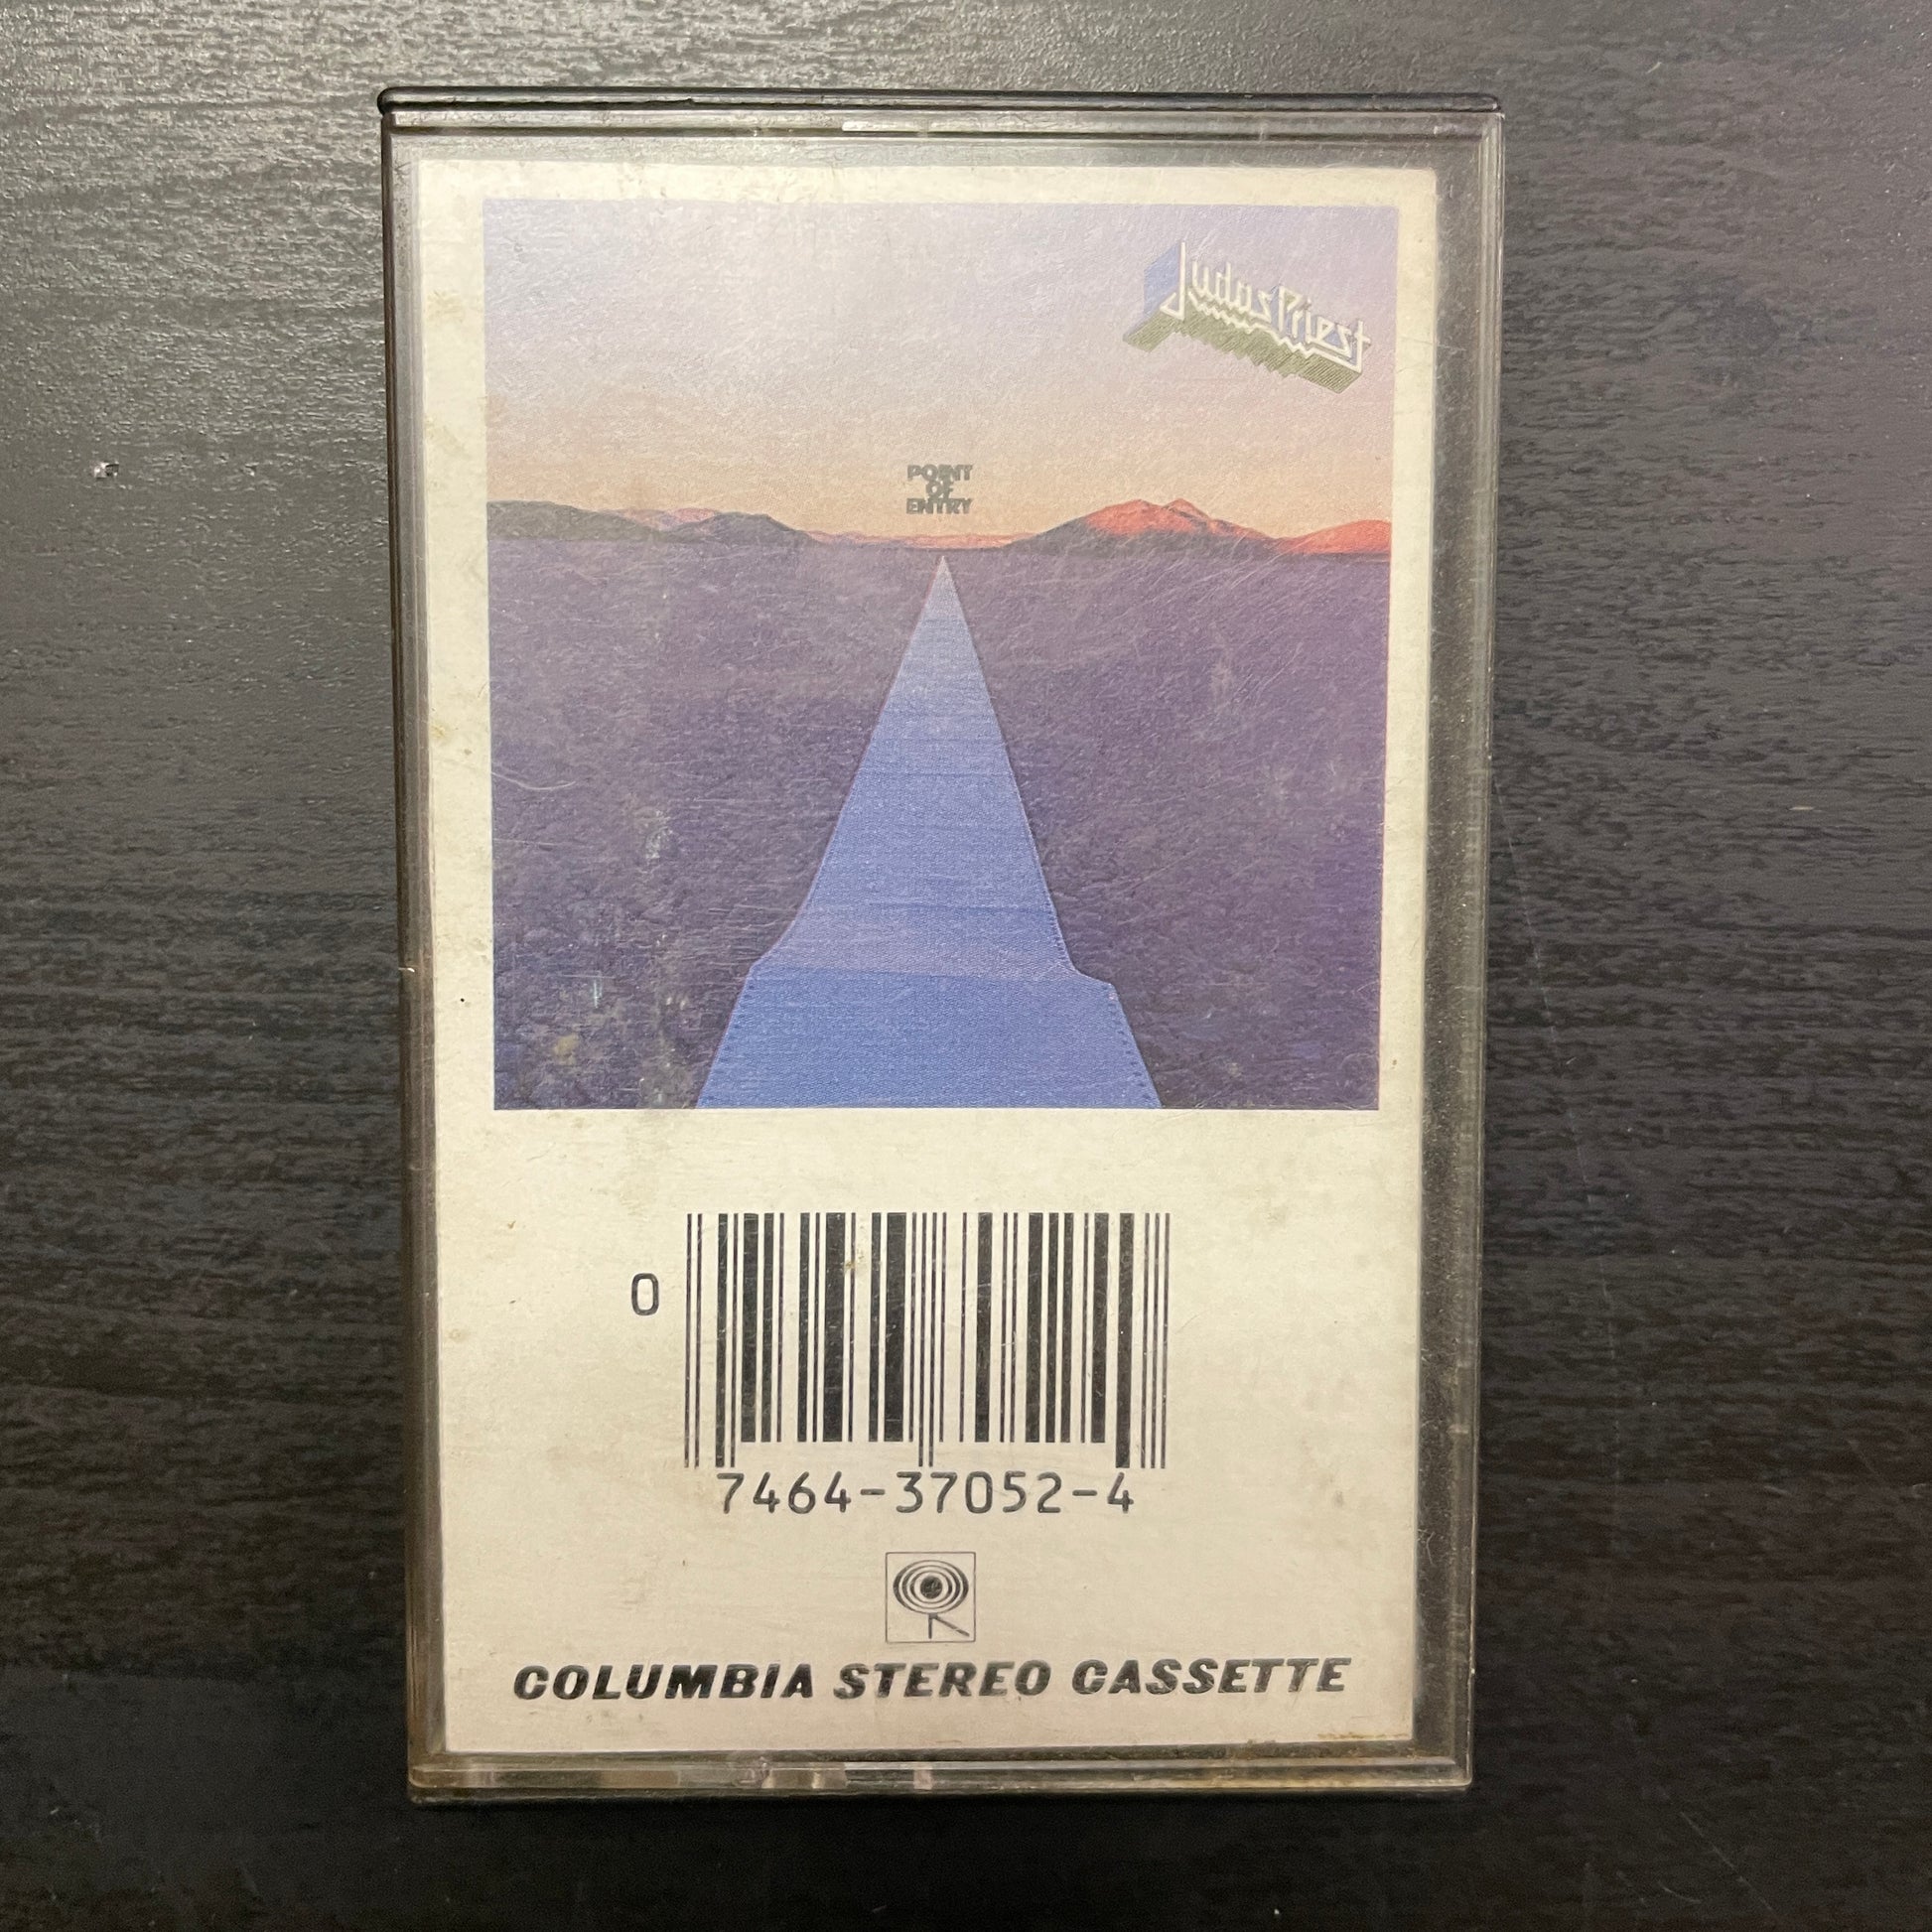 Judas Priest
POINT
OF
ENTRY
0
7464-37052-4
COLUMBIA STEREO CASSETTE